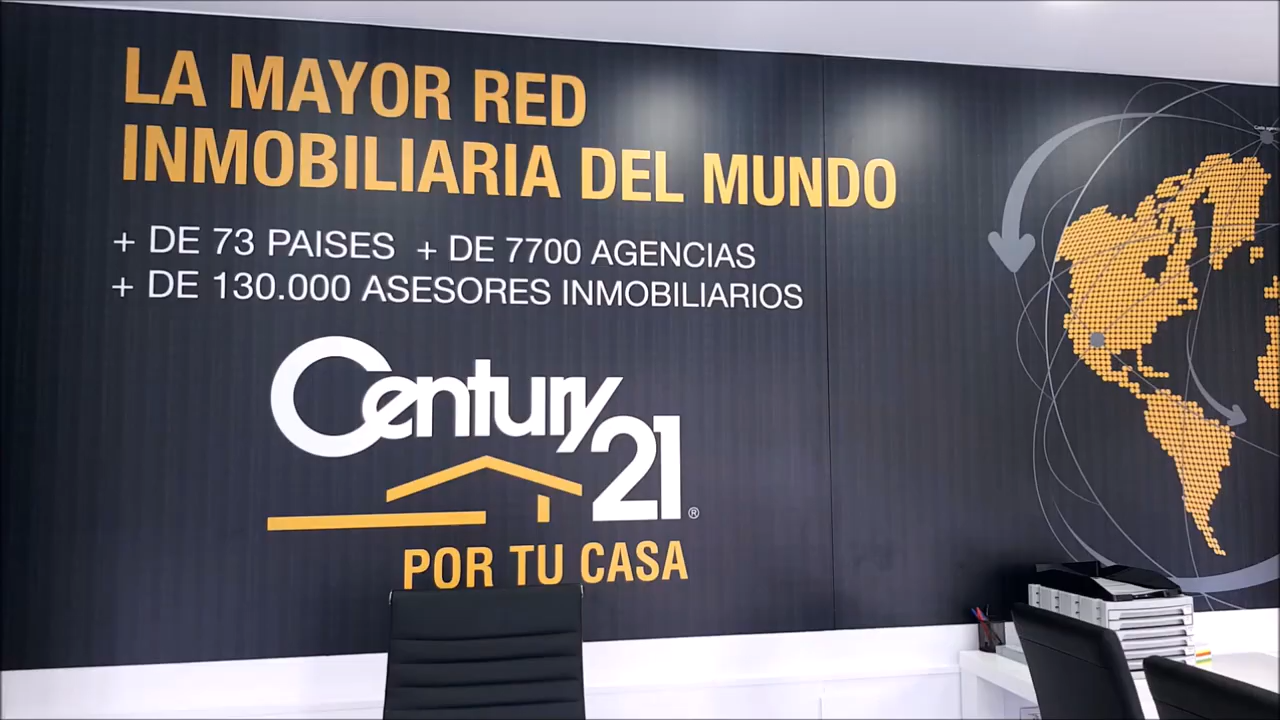 LA MAYOR RED
INMOBILIARIA DEL MUNDO
+ DE 73 PAISES + DE 7700 AGENCIAS
+ DE 130.000 ASESORES INMOBILIARIOS
Century 21®
POR TU CASA